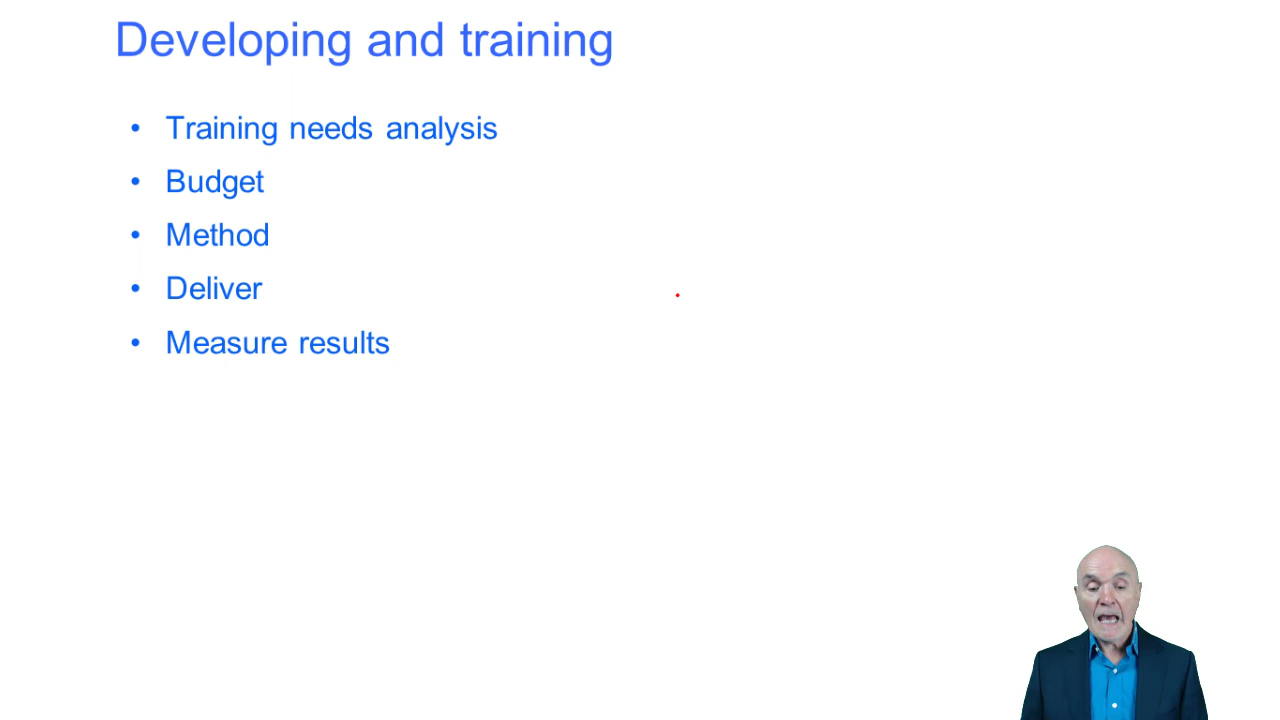 Developing and training
• Training needs analysis
• Budget
• Method
• Deliver
• Measure results